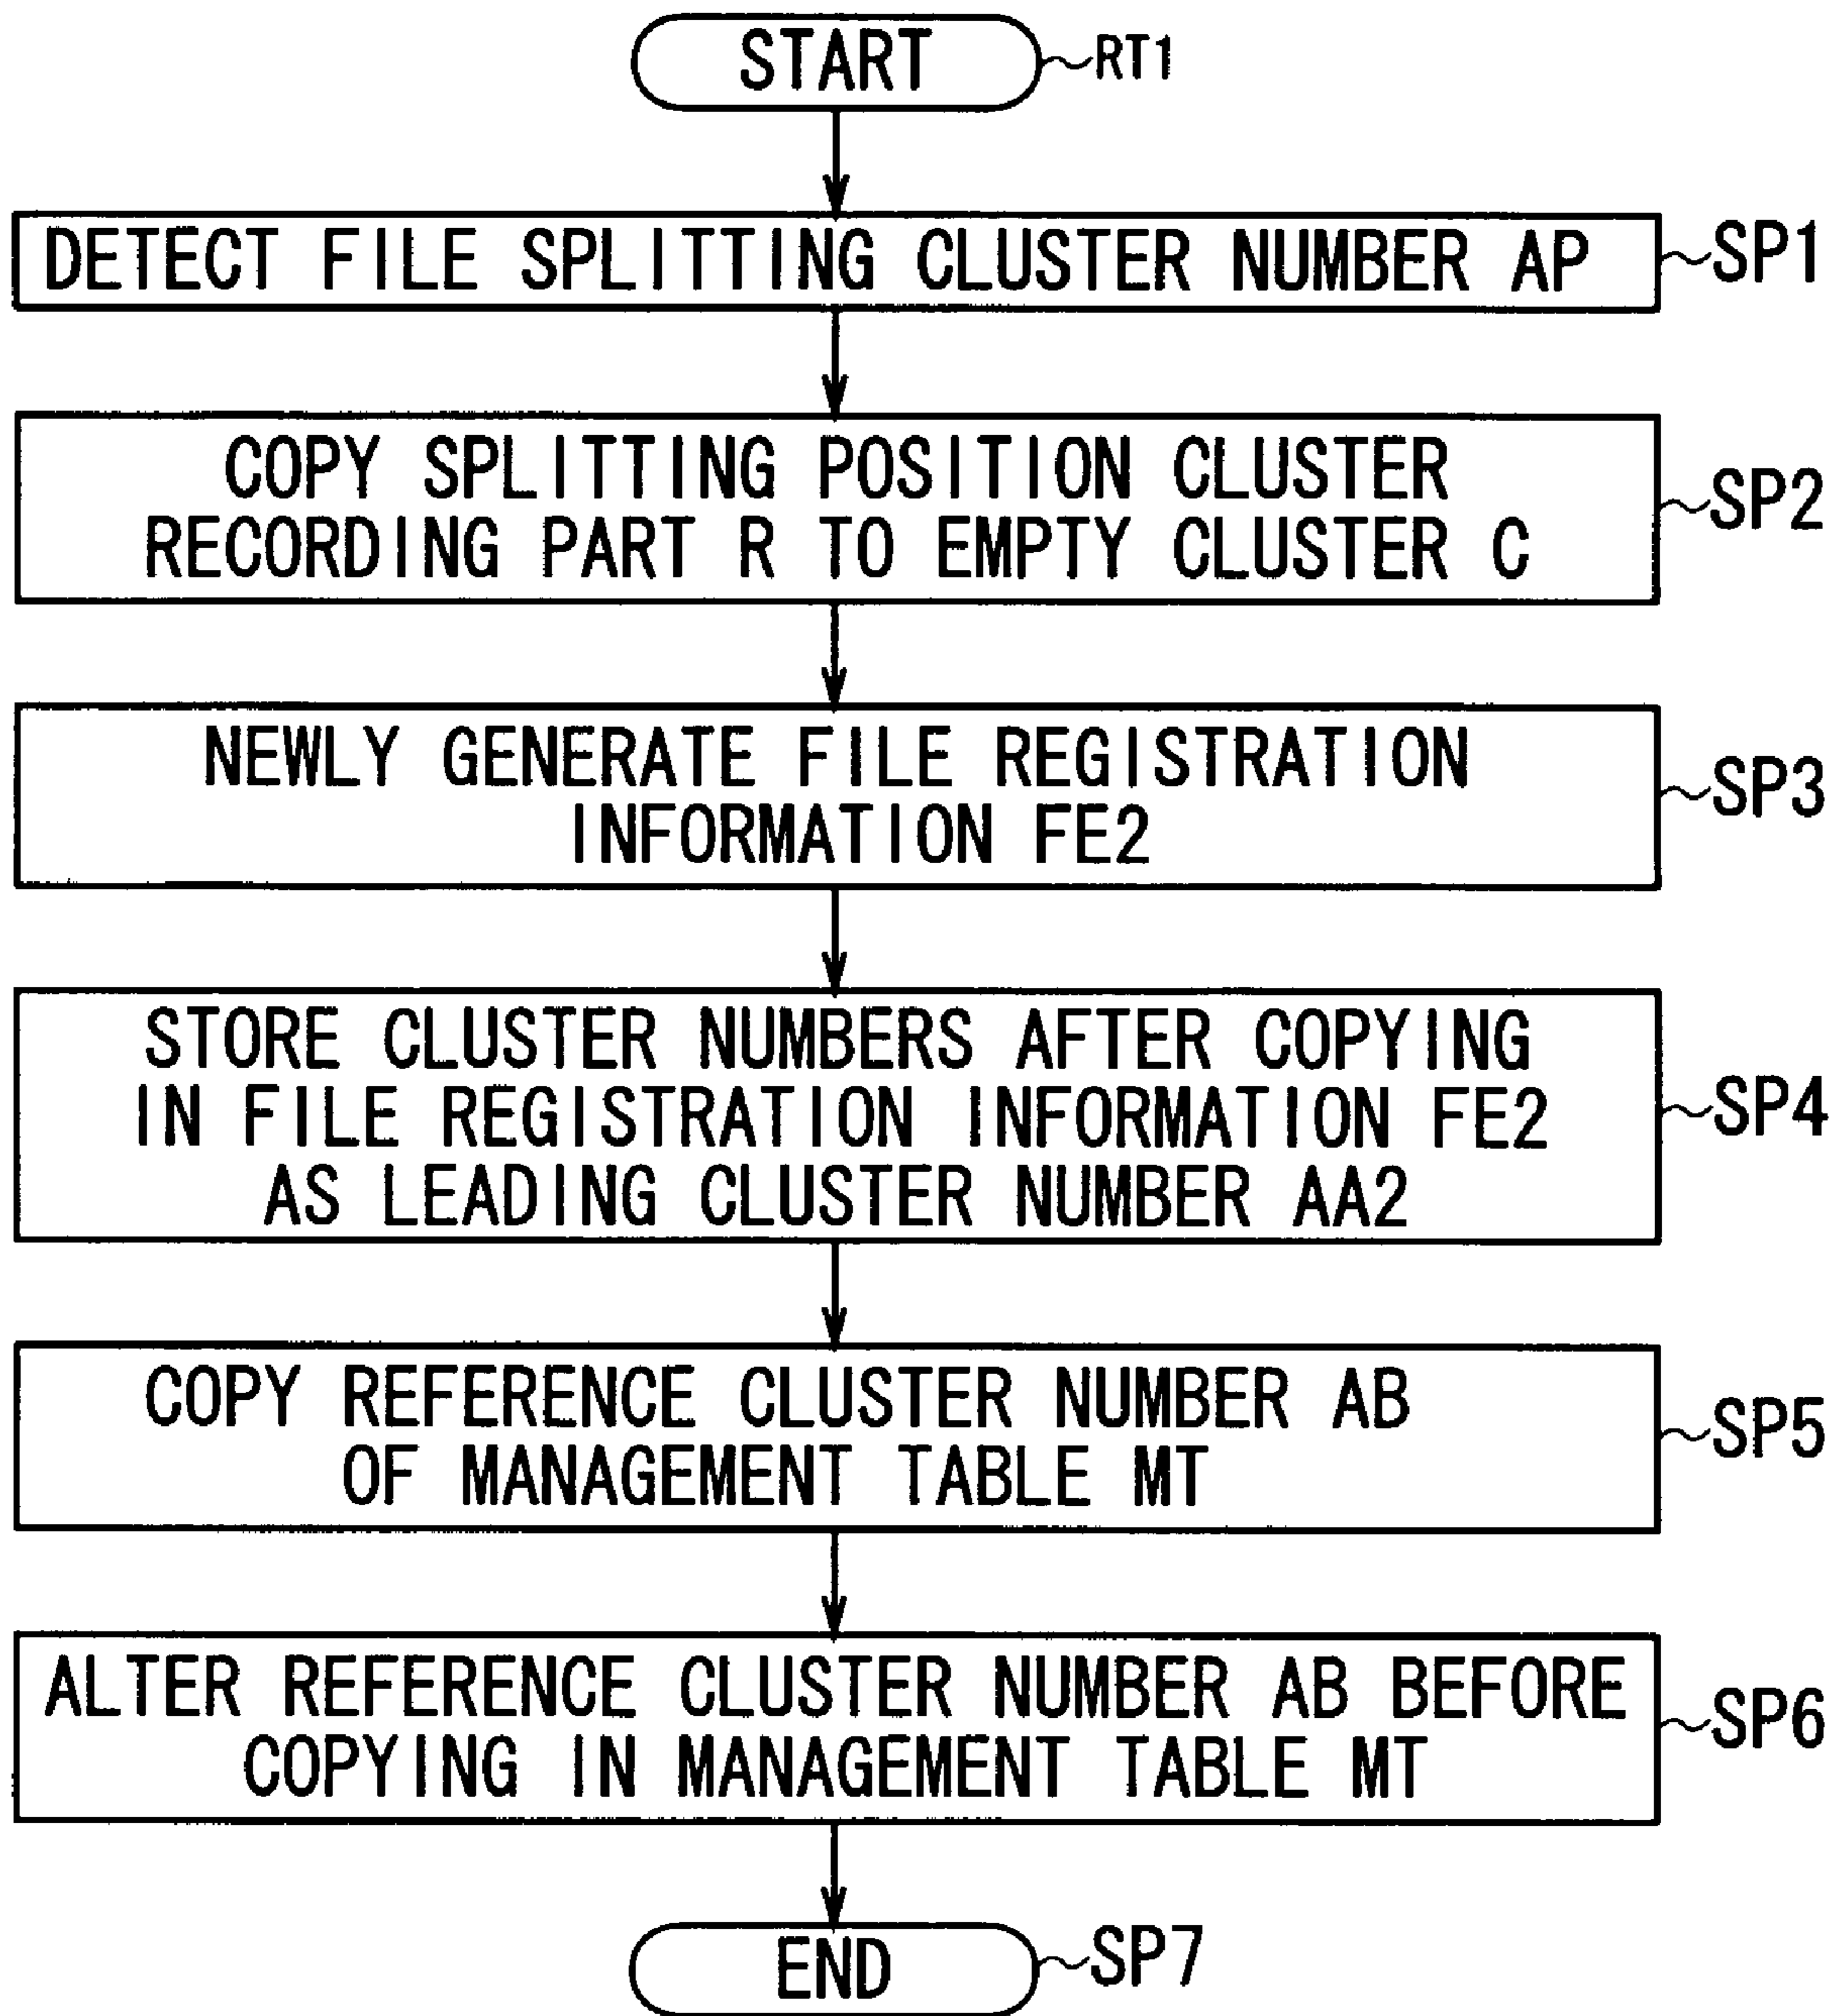 START RT1
DETECT FILE SPLITTING CLUSTER NUMBER AP SP1
COPY SPLITTING POSITION CLUSTER
RECORDING PART R TO EMPTY CLUSTER C
SP2
NEWLY GENERATE FILE REGISTRATION
INFORMATION FE2
SP3
STORE CLUSTER NUMBERS AFTER COPYING
IN FILE REGISTRATION INFORMATION FE2
AS LEADING CLUSTER NUMBER AA2
SP4
COPY REFERENCE CLUSTER NUMBER AB
OF MANAGEMENT TABLE MT
SP5
ALTER REFERENCE CLUSTER NUMBER AB BEFORE
COPYING IN MANAGEMENT TABLE MT
SP6
END SP7